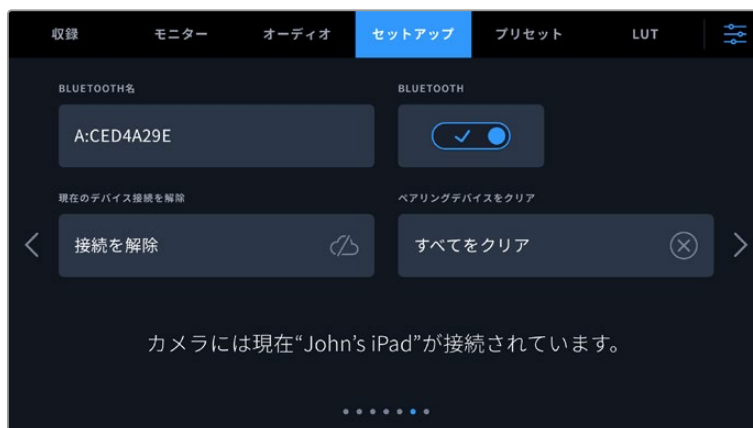 収録 モニター オーディオ セットアップ プリセット LUT
BLUETOOTH名 BLUETOOTH
A:CED4A29E
現在のデバイス接続を解除 ペアリングデバイスをクリア
接続を解除 すべてをクリア
カメラには現在“John’s iPad”が接続されています。